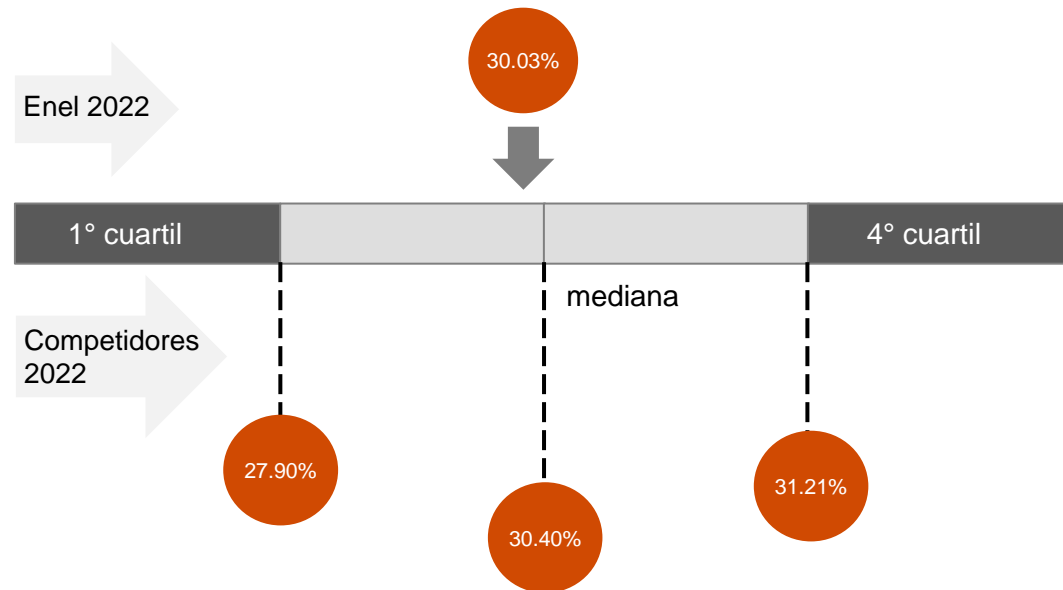 30.03%
Enel 2022
1° cuartil
4° cuartil
mediana
Competidores
2022
27.90%
30.40%
31.21%